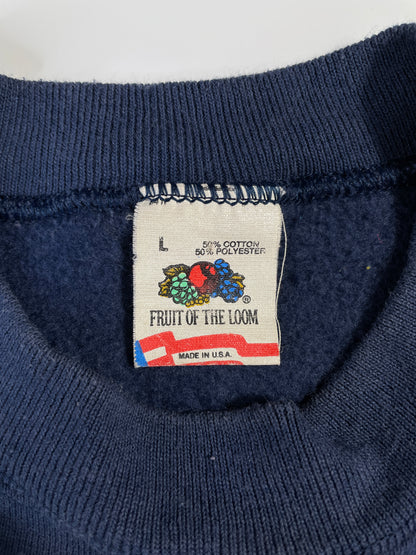 L 50% COTTON
50% POLYESTER
®
FRUIT OF THE LOOM
MADE IN U.S.A.